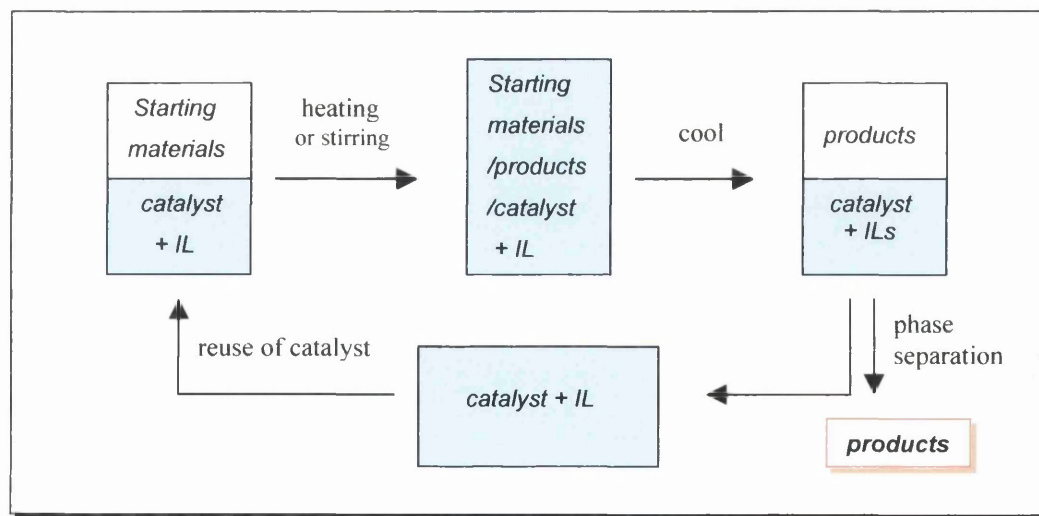 Starting
materials
catalyst
+ IL
heating
or stirring
Starting
materials
/products
/catalyst
+ IL
cool
products
catalyst
+ ILs
phase
separation
products
catalyst + IL
reuse of catalyst